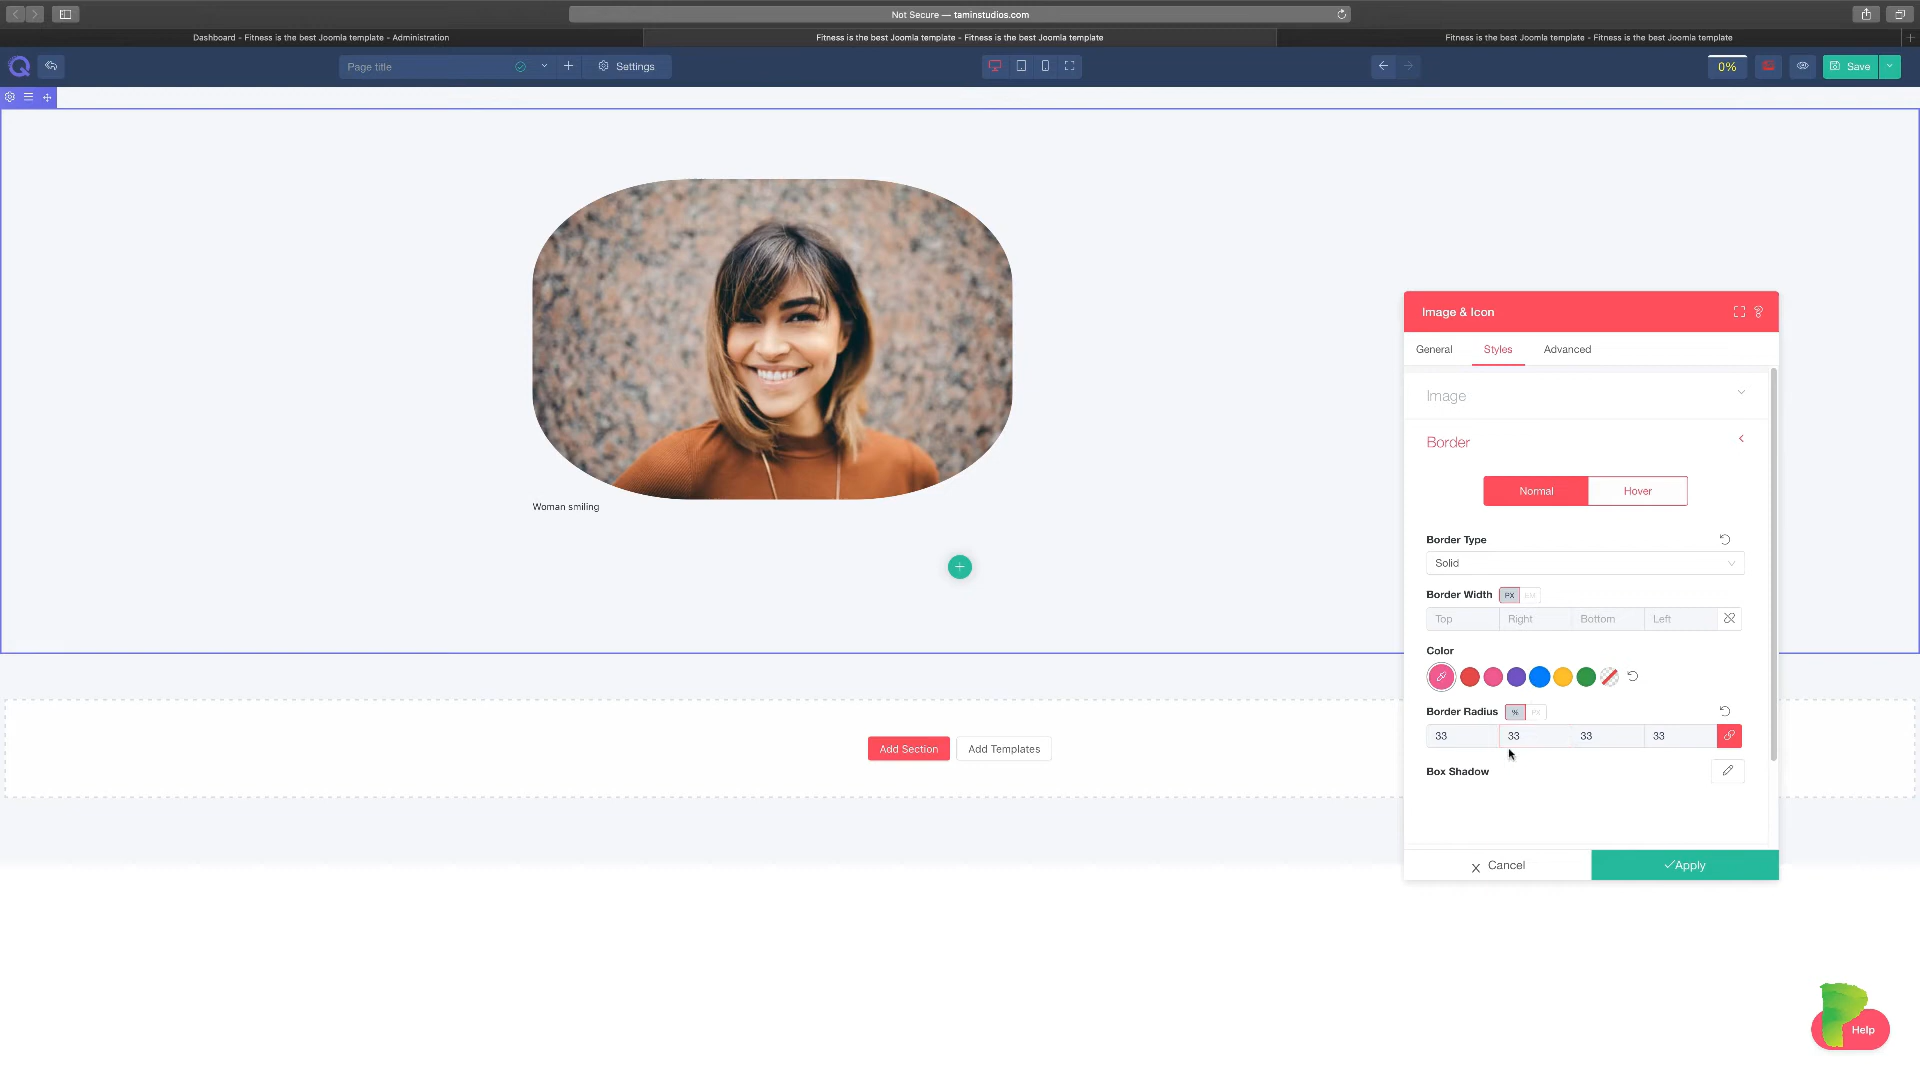 Not Secure — taminstudios.com
Dashboard - Fitness is the best Joomla template - Administration
Fitness is the best Joomla template - Fitness is the best Joomla template
Fitness is the best Joomla template - Fitness is the best Joomla template
Page title
Settings
0%
Save
Image & Icon
General
Styles
Advanced
Image
Border
Normal
Hover
Border Type
Solid
Border Width PX
Top
Right
Bottom
Left
Color
Border Radius % PX
33
33
33
33
Box Shadow
Cancel
Apply
Woman smiling
Add Section
Add Templates
Help